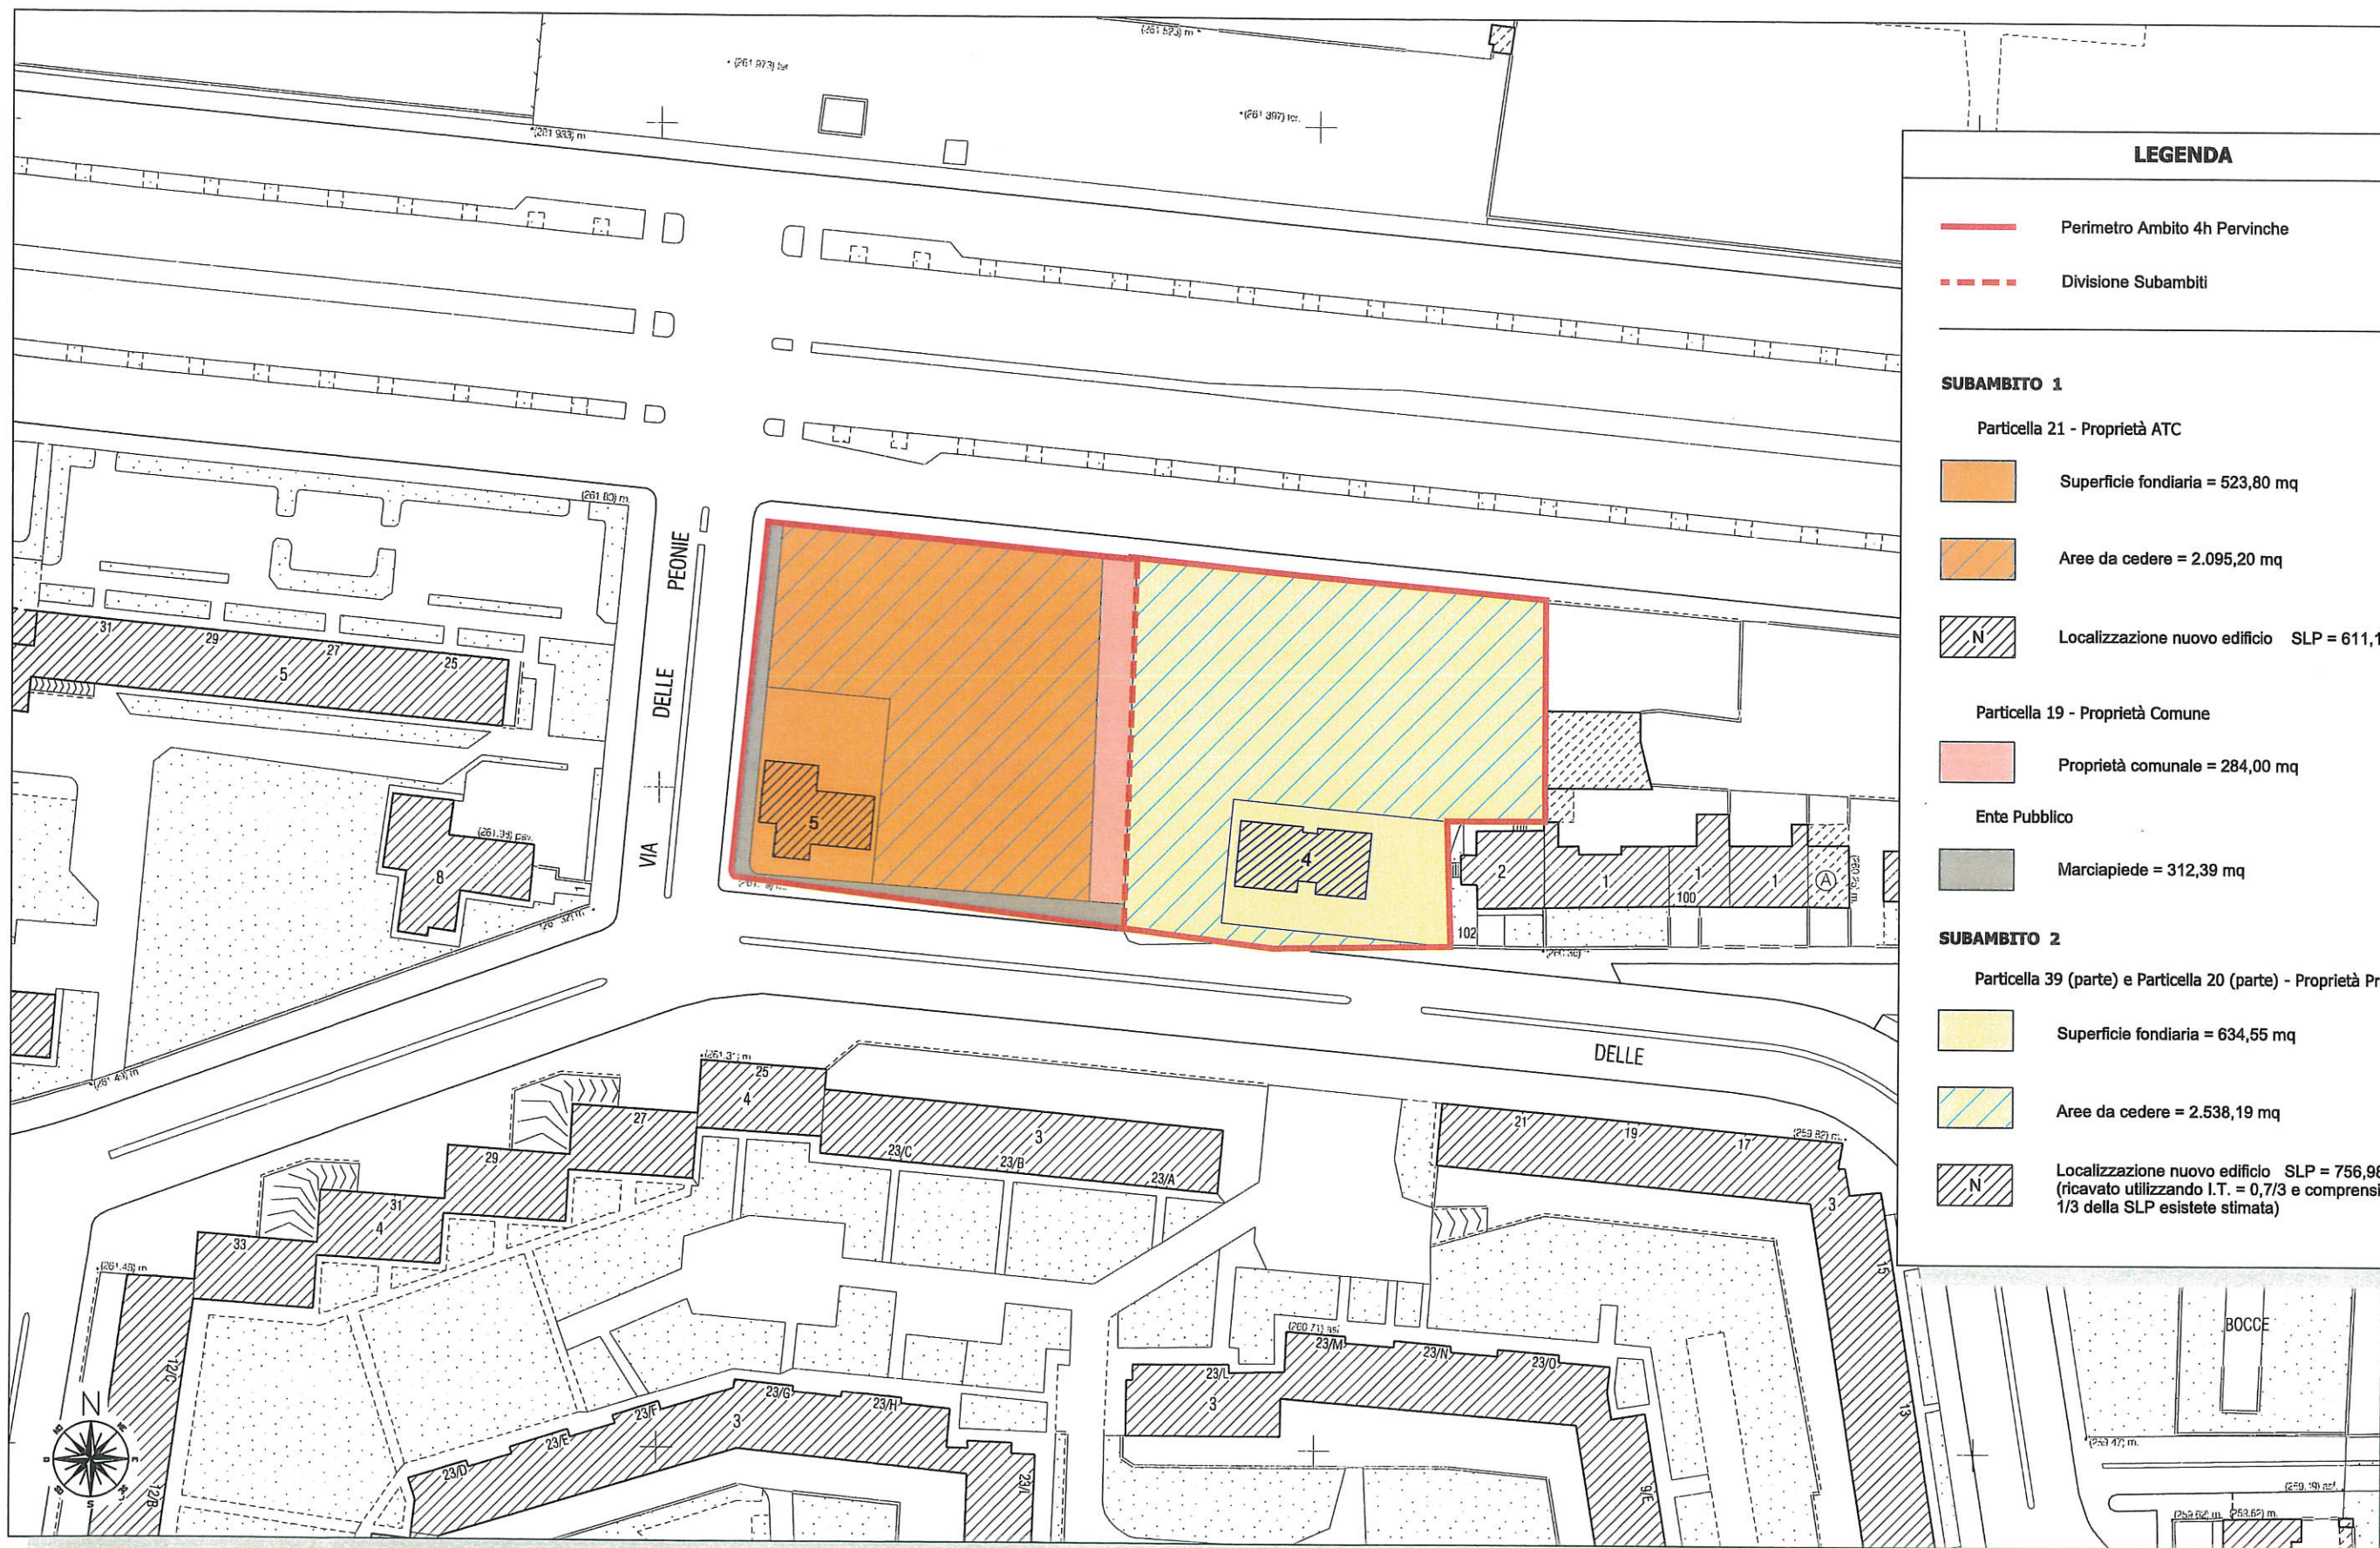 LEGENDA
Perimetro Ambito 4h Pervinche
Divisione Subambiti
SUBAMBITO 1
Particella 21 - Proprietà ATC
Superficie fondiaria = 523,80 mq
Aree da cedere = 2.095,20 mq
N
Localizzazione nuovo edificio SLP = 611,1
Particella 19 - Proprietà Comune
Proprietà comunale = 284,00 mq
Ente Pubblico
Marciapiede = 312,39 mq
SUBAMBITO 2
Particella 39 (parte) e Particella 20 (parte) - Proprietà Pr
Superficie fondiaria = 634,55 mq
Aree da cedere = 2.538,19 mq
N
Localizzazione nuovo edificio SLP = 756,98
(ricavato utilizzando I.T. = 0,7/3 e comprensi
1/3 della SLP esistete stimata)
VIA DELLE PEONIE
DELLE
BOCCE
31
29
27
25
5
8
1
5
4
2
1
1
100
1
A
102
25
4
27
29
31
4
33
3
23/C
23/B
23/A
21
19
17
3
15
13
12/C
12/B
23/D
23/E
23/F
23/G
23/H
3
23/I
23/L
3
23/M
23/N
23/O
9/E
N
S